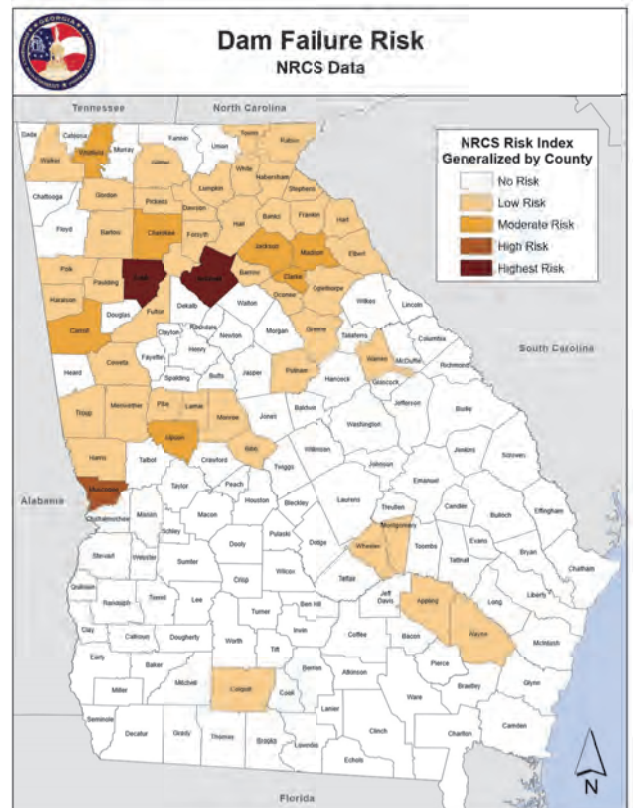 Dam Failure Risk
NRCS Data
Tennessee
North Carolina
NRCS Risk Index
Generalized by County
No Risk
Low Risk
Moderate Risk
High Risk
Highest Risk
South Carolina
Alabama
Florida
N
Dade
Catoosa
Murray
Fannin
Union
Towns
Walker
Chattooga
Gordon
Pickens
Lumpkin
White
Habersham
Stephens
Dawson
Floyd
Bartow
Cherokee
Forsyth
Hall
Banks
Franklin
Hart
Jackson
Madison
Elbert
Polk
Paulding
Barrow
Clarke
Oglethorpe
Oconee
Haralson
Douglas
Fulton
Dekalb
Walton
Wilkes
Lincoln
Carroll
Clayton
Newton
Morgan
Greene
Taliaferro
Columbia
Warren
McDuffie
Richmond
Fayette
Henry
Heard
Coweta
Spalding
Butts
Jasper
Putnam
Hancock
Glascock
Jefferson
Burke
Troup
Meriwether
Pike
Lamar
Monroe
Jones
Baldwin
Washington
Upson
Bibb
Wilkinson
Jenkins
Screven
Harris
Talbot
Crawford
Twiggs
Johnson
Emanuel
Muscogee
Taylor
Peach
Houston
Bleckley
Laurens
Treutlen
Candler
Bulloch
Effingham
Chattahoochee
Marion
Macon
Schley
Dooly
Pulaski
Dodge
Wheeler
Montgomery
Toombs
Evans
Tattnall
Bryan
Chatham
Stewart
Webster
Sumter
Crisp
Wilcox
Telfair
Quitman
Randolph
Terrell
Lee
Turner
Ben Hill
Jeff
Davis
Appling
Long
Liberty
Clay
Calhoun
Dougherty
Worth
Irwin
Tift
Coffee
Bacon
Wayne
McIntosh
Early
Baker
Mitchell
Colquitt
Berrien
Cook
Atkinson
Pierce
Miller
Lanier
Ware
Brantley
Glynn
Seminole
Decatur
Grady
Thomas
Brooks
Lowndes
Clinch
Echols
Charlton
Camden